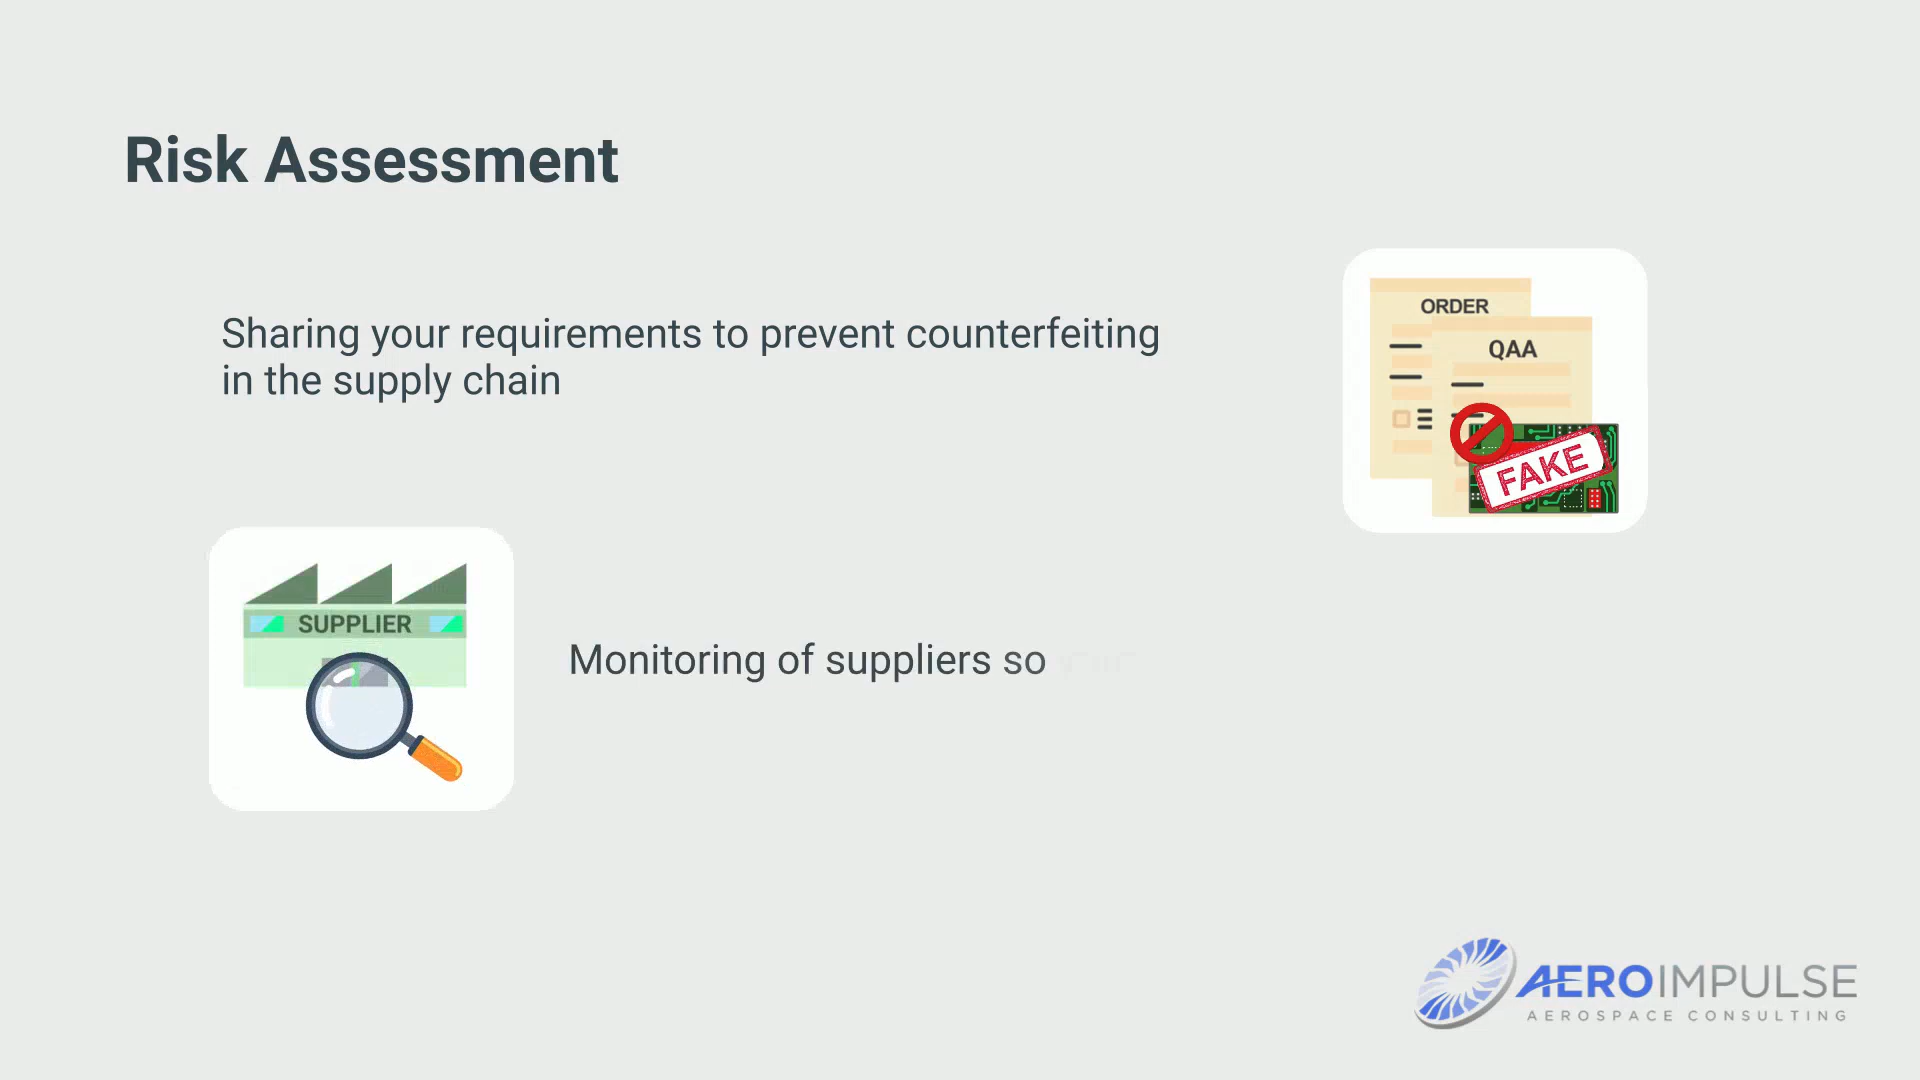 Risk Assessment
Sharing your requirements to prevent counterfeiting
in the supply chain
ORDER
QAA
FAKE
SUPPLIER
Monitoring of suppliers so
AEROIMPULSE
AEROSPACE CONSULTING